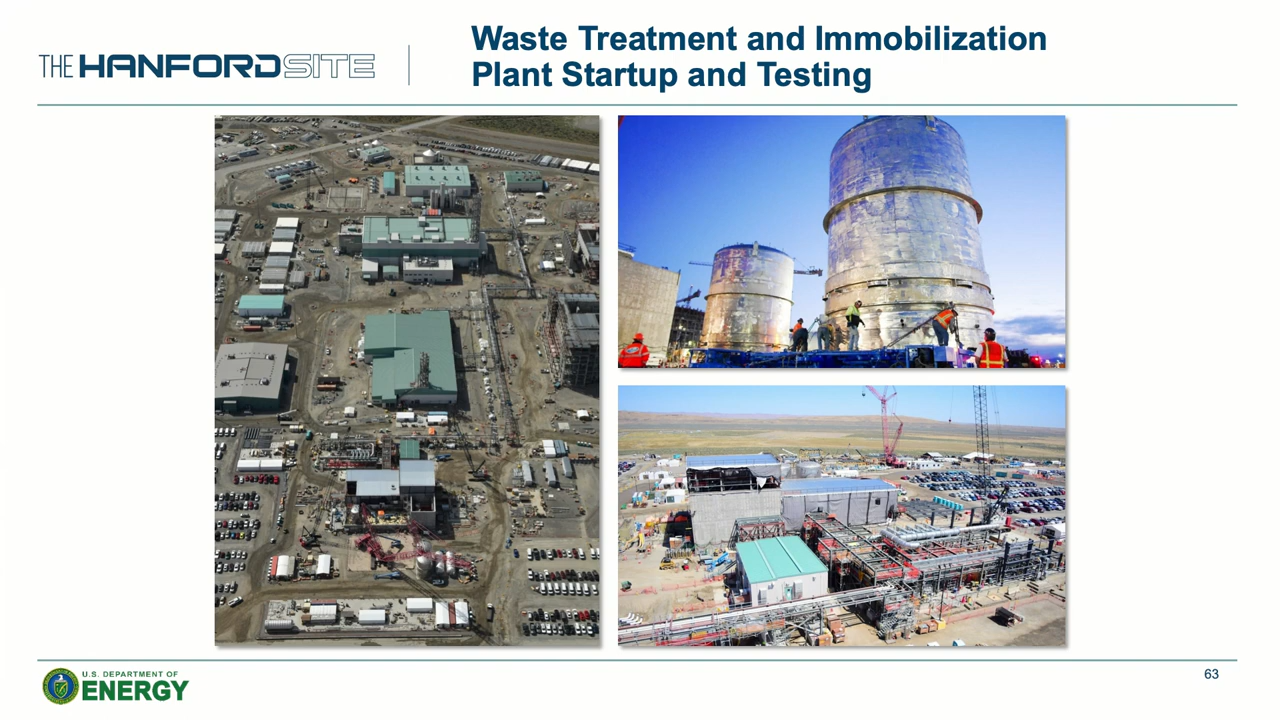 THE HANFORD SITE
Waste Treatment and Immobilization
Plant Startup and Testing
U.S. DEPARTMENT OF
ENERGY
63